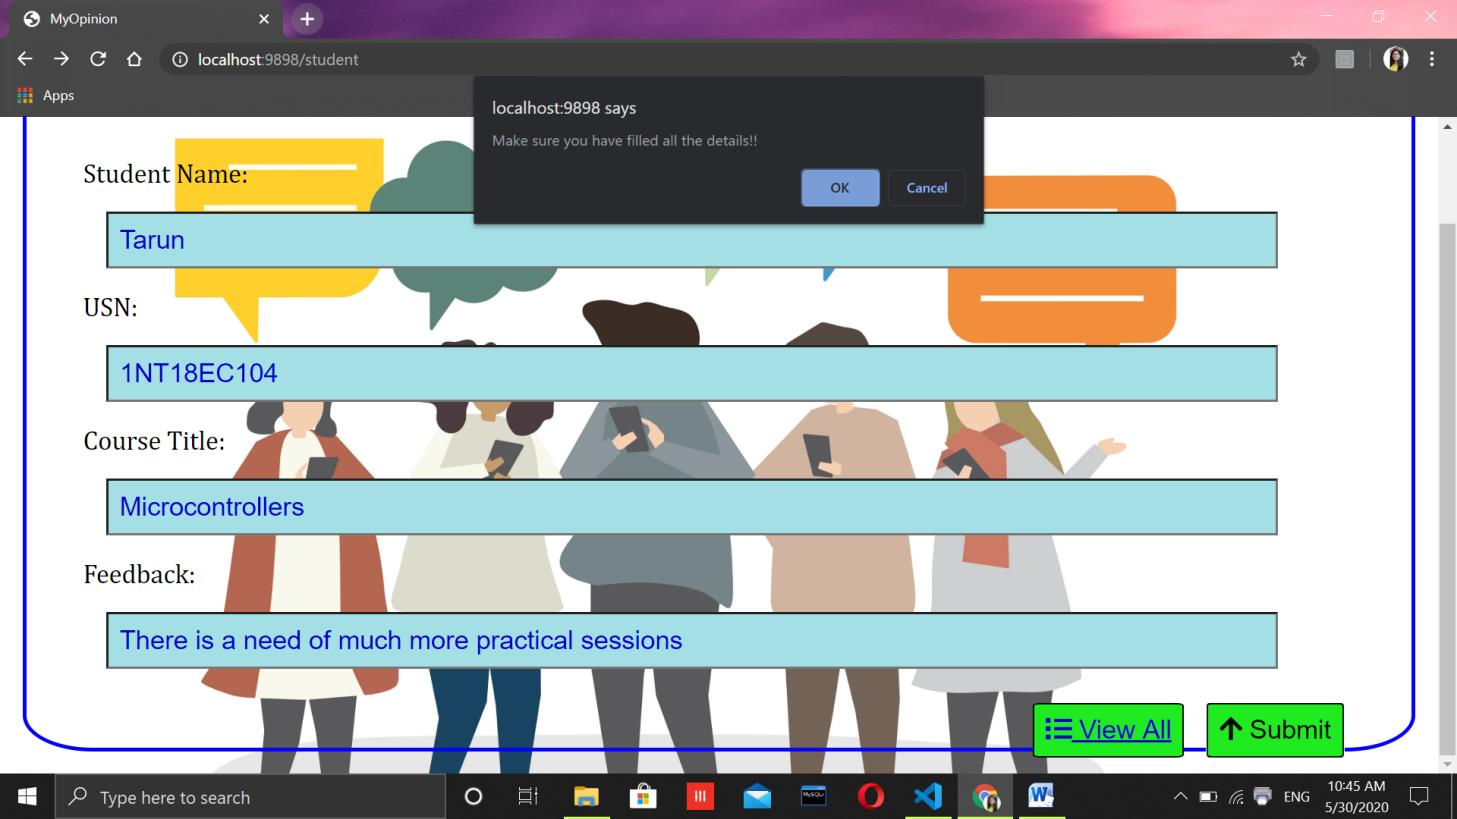 MyOpinion
localhost:9898/student
Apps
localhost:9898 says
Make sure you have filled all the details!!
OK
Cancel
Student Name:
Tarun
USN:
1NT18EC104
Course Title:
Microcontrollers
Feedback:
There is a need of much more practical sessions
View All
Submit
Type here to search
MySQL
W
ENG
10:45 AM
5/30/2020